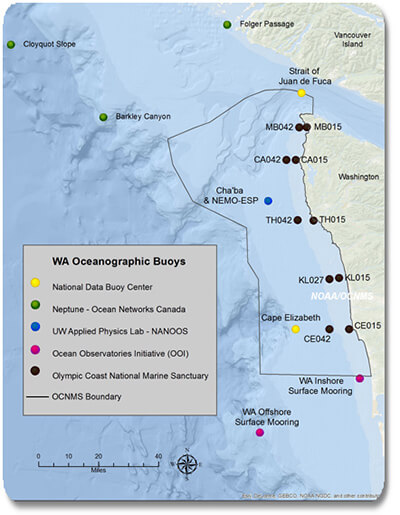 Folger Passage
Vancouver
Island
Cloyquot Slope
Strait of
Juan de Fuca
Barkley Canyon
MB042
MB015
CA042
CA015
Washington
Cha'ba
& NEMO-ESP
TH042
TH015
KL027
KL015
NOAA/OCNMS
Cape Elizabeth
CE042
CE015
WA Oceanographic Buoys
National Data Buoy Center
Neptune - Ocean Networks Canada
UW Applied Physics Lab - NANOOS
Ocean Observatories Initiative (OOI)
Olympic Coast National Marine Sanctuary
OCNMS Boundary
WA Inshore
Surface Mooring
WA Offshore
Surface Mooring
0 10 20 30 40
Miles
N
GEBCO, NOAA NGDC, and other contribut